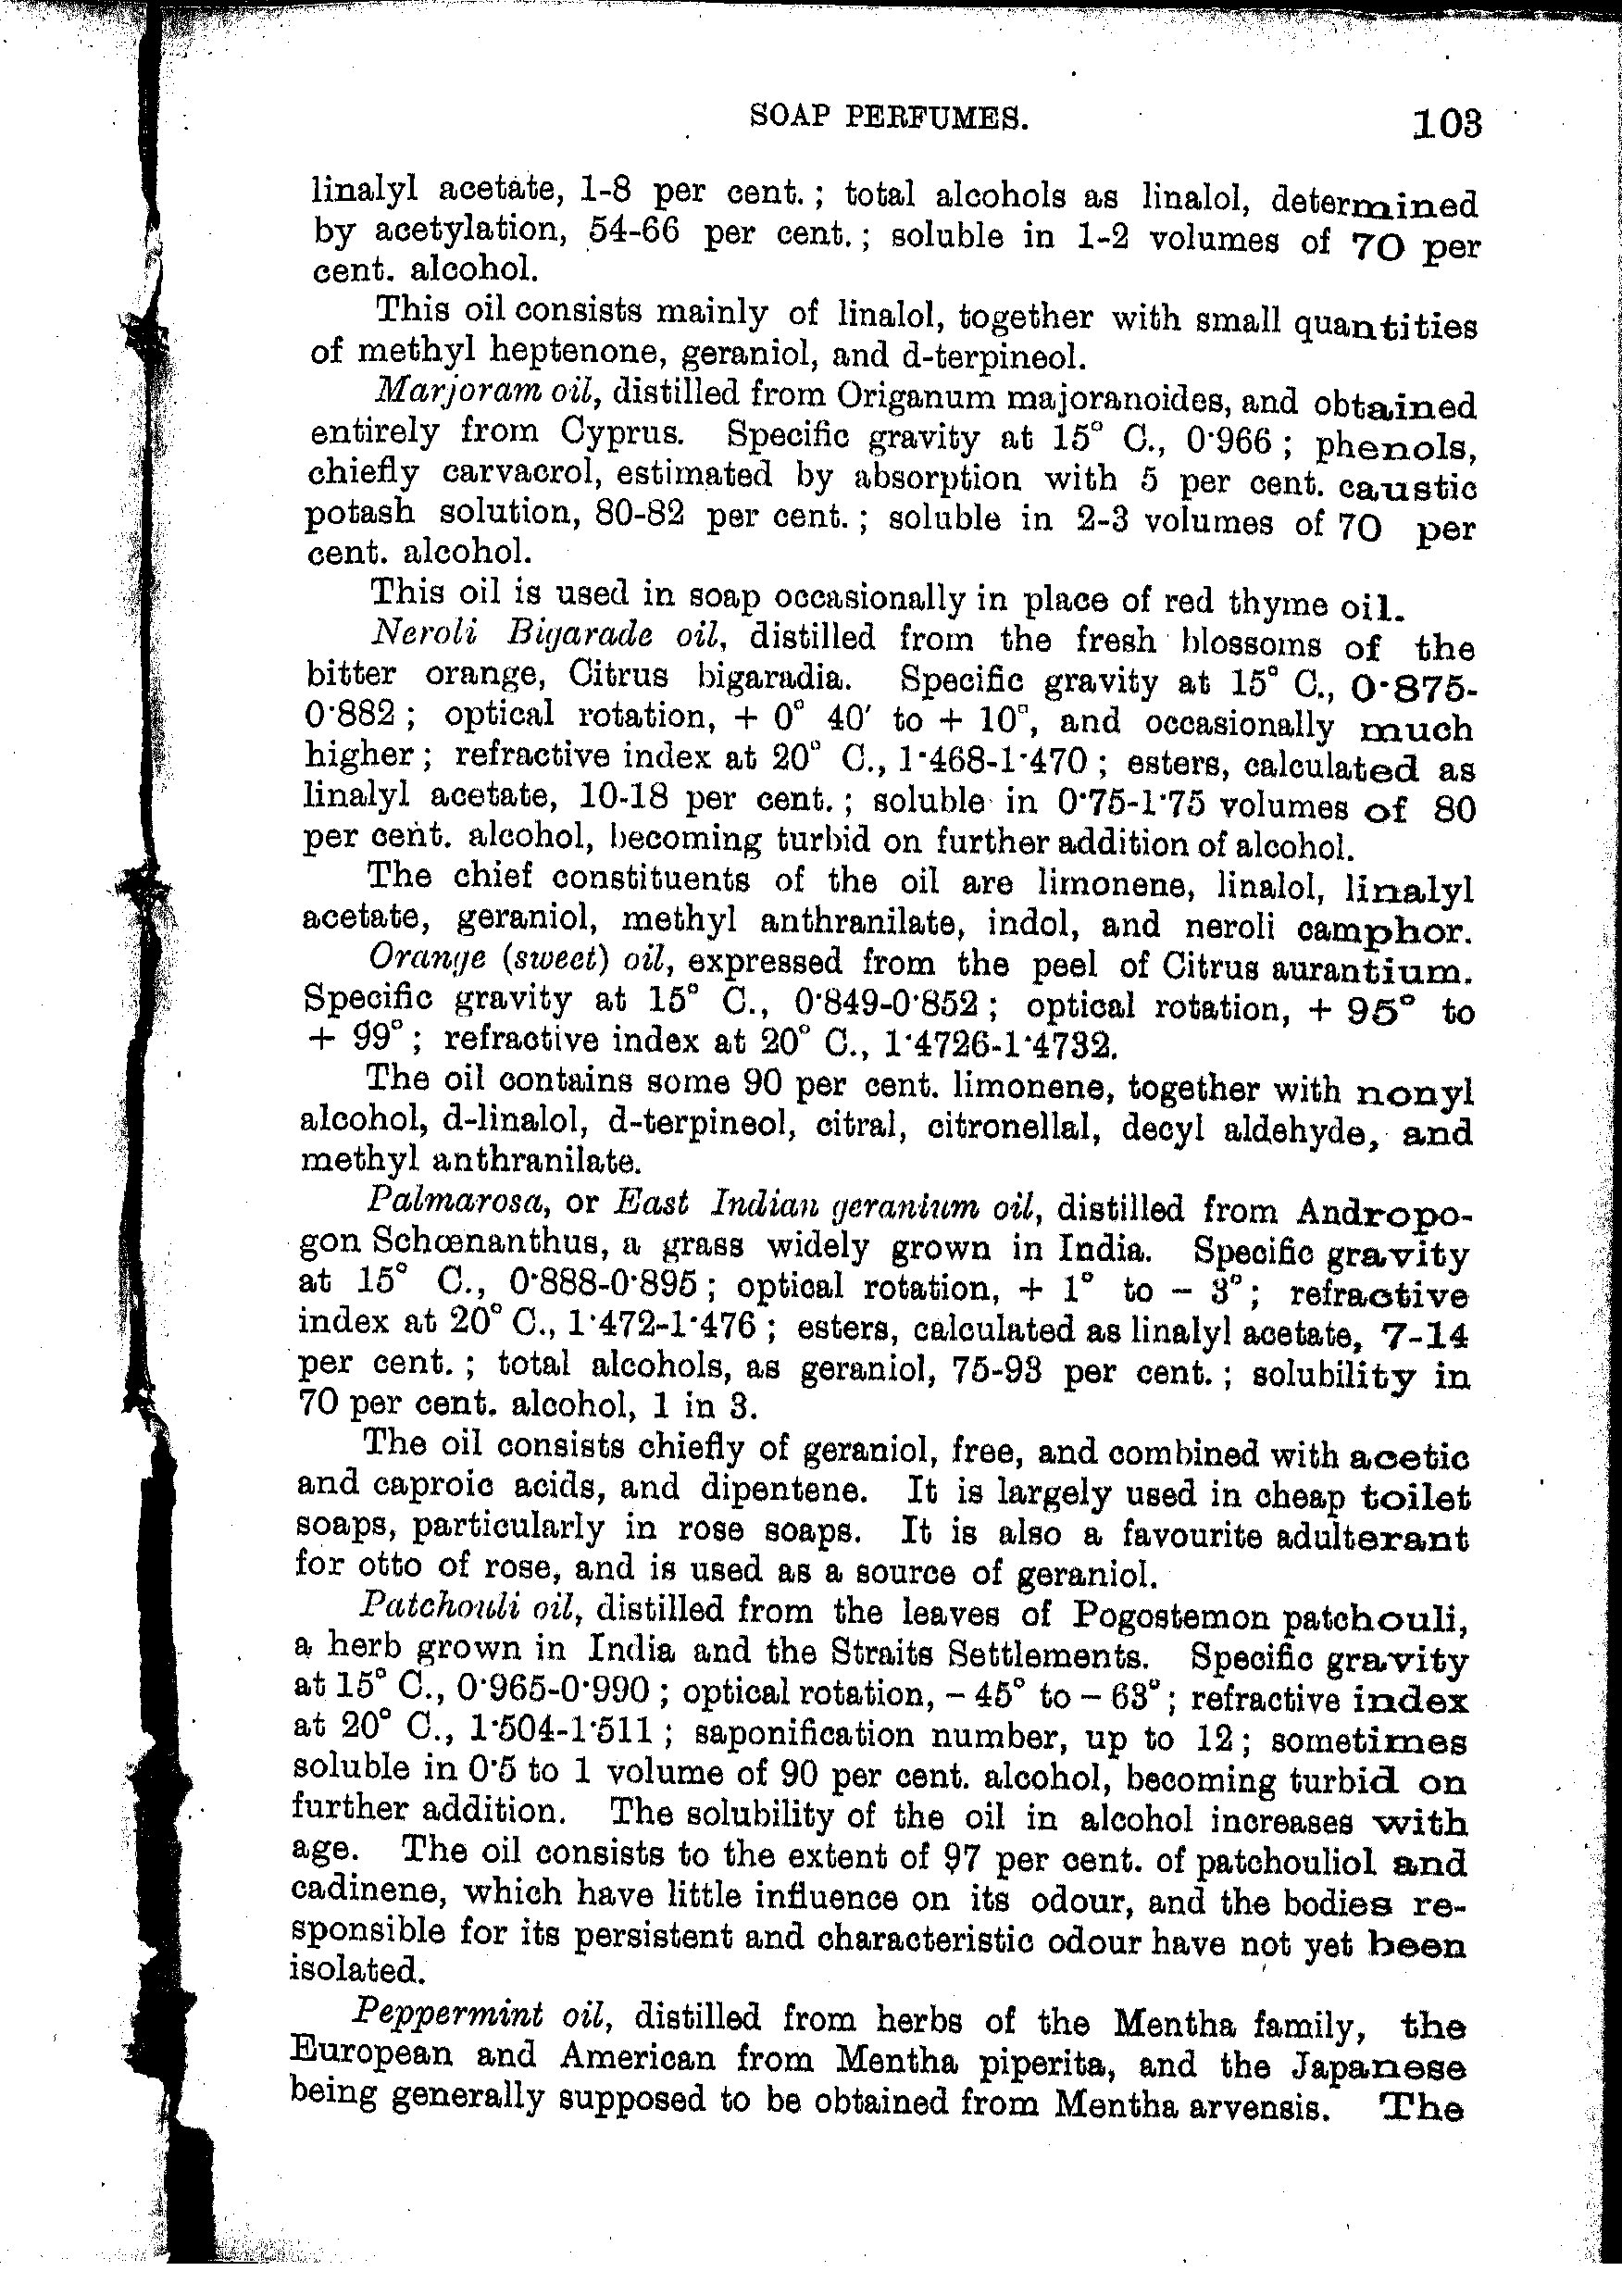 SOAP PERFUMES. 103
linalyl acetate, 1-8 per cent. ; total alcohols as linalol, determined
by acetylation, 54-66 per cent. ; soluble in 1-2 volumes of 70 per
cent. alcohol.
This oil consists mainly of linalol, together with small quantities
of methyl heptenone, geraniol, and d-terpineol.
Marjoram oil, distilled from Origanum majoranoides, and obtained
entirely from Cyprus. Specific gravity at 15° C., 0·966 ; phenols,
chiefly carvacrol, estimated by absorption with 5 per cent. caustic
potash solution, 80-82 per cent. ; soluble in 2-3 volumes of 70 per
cent. alcohol.
This oil is used in soap occasionally in place of red thyme oil.
Neroli Bigarade oil, distilled from the fresh blossoms of the
bitter orange, Citrus bigaradia. Specific gravity at 15° C., 0·875-
0·882 ; optical rotation, + 0° 40′ to + 10°, and occasionally much
higher ; refractive index at 20° C., 1·468-1·470 ; esters, calculated as
linalyl acetate, 10-18 per cent. ; soluble in 0·75-1·75 volumes of 80
per cent. alcohol, becoming turbid on further addition of alcohol.
The chief constituents of the oil are limonene, linalol, linalyl
acetate, geraniol, methyl anthranilate, indol, and neroli camphor.
Orange (sweet) oil, expressed from the peel of Citrus aurantium.
Specific gravity at 15° C., 0·849-0·852 ; optical rotation, + 95° to
+ 99° ; refractive index at 20° C., 1·4726-1·4732.
The oil contains some 90 per cent. limonene, together with nonyl
alcohol, d-linalol, d-terpineol, citral, citronellal, decyl aldehyde, and
methyl anthranilate.
Palmarosa, or East Indian geranium oil, distilled from Andropo-
gon Schœnanthus, a grass widely grown in India. Specific gravity
at 15° C., 0·888-0·895 ; optical rotation, + 1° to - 3° ; refractive
index at 20° C., 1·472-1·476 ; esters, calculated as linalyl acetate, 7-14
per cent. ; total alcohols, as geraniol, 75-93 per cent. ; solubility in
70 per cent. alcohol, 1 in 3.
The oil consists chiefly of geraniol, free, and combined with acetic
and caproic acids, and dipentene. It is largely used in cheap toilet
soaps, particularly in rose soaps. It is also a favourite adulterant
for otto of rose, and is used as a source of geraniol.
Patchouli oil, distilled from the leaves of Pogostemon patchouli,
a herb grown in India and the Straits Settlements. Specific gravity
at 15° C., 0·965-0·990 ; optical rotation, - 45° to - 63° ; refractive index
at 20° C., 1·504-1·511 ; saponification number, up to 12 ; sometimes
soluble in 0·5 to 1 volume of 90 per cent. alcohol, becoming turbid on
further addition. The solubility of the oil in alcohol increases with
age. The oil consists to the extent of 97 per cent. of patchouliol and
cadinene, which have little influence on its odour, and the bodies re-
sponsible for its persistent and characteristic odour have not yet been
isolated.
Peppermint oil, distilled from herbs of the Mentha family, the
European and American from Mentha piperita, and the Japanese
being generally supposed to be obtained from Mentha arvensis. The